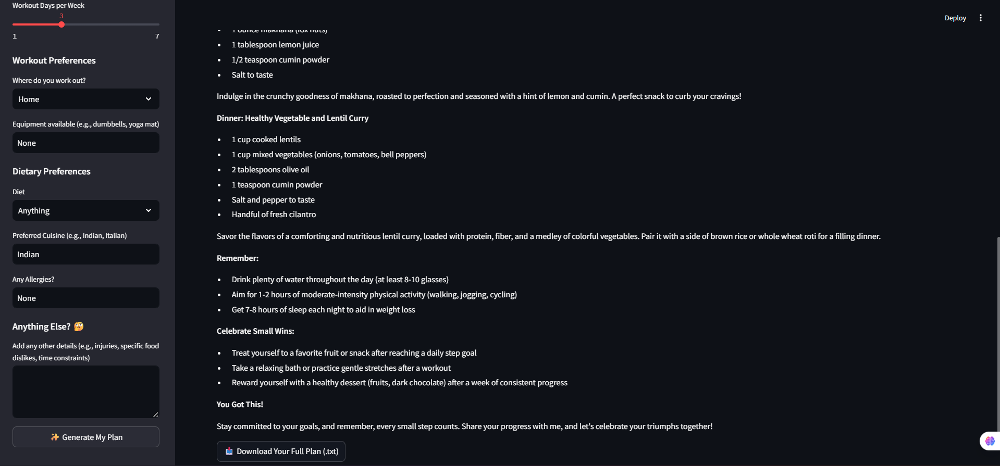 Workout Days per Week
3
1
7
Workout Preferences
Where do you work out?
Home
Equipment available (e.g., dumbbells, yoga mat)
None
Dietary Preferences
Diet
Anything
Preferred Cuisine (e.g., Indian, Italian)
Indian
Any Allergies?
None
Anything Else? 🤔
Add any other details (e.g., injuries, specific food
dislikes, time constraints)
✨ Generate My Plan
Deploy
• 1 ounce makhana (fox nuts)
• 1 tablespoon lemon juice
• 1/2 teaspoon cumin powder
• Salt to taste
Indulge in the crunchy goodness of makhana, roasted to perfection and seasoned with a hint of lemon and cumin. A perfect snack to curb your cravings!
Dinner: Healthy Vegetable and Lentil Curry
• 1 cup cooked lentils
• 1 cup mixed vegetables (onions, tomatoes, bell peppers)
• 2 tablespoons olive oil
• 1 teaspoon cumin powder
• Salt and pepper to taste
• Handful of fresh cilantro
Savor the flavors of a comforting and nutritious lentil curry, loaded with protein, fiber, and a medley of colorful vegetables. Pair it with a side of brown rice or whole wheat roti for a filling dinner.
Remember:
• Drink plenty of water throughout the day (at least 8-10 glasses)
• Aim for 1-2 hours of moderate-intensity physical activity (walking, jogging, cycling)
• Get 7-8 hours of sleep each night to aid in weight loss
Celebrate Small Wins:
• Treat yourself to a favorite fruit or snack after reaching a daily step goal
• Take a relaxing bath or practice gentle stretches after a workout
• Reward yourself with a healthy dessert (fruits, dark chocolate) after a week of consistent progress
You Got This!
Stay committed to your goals, and remember, every small step counts. Share your progress with me, and let's celebrate your triumphs together!
Download Your Full Plan (.txt)